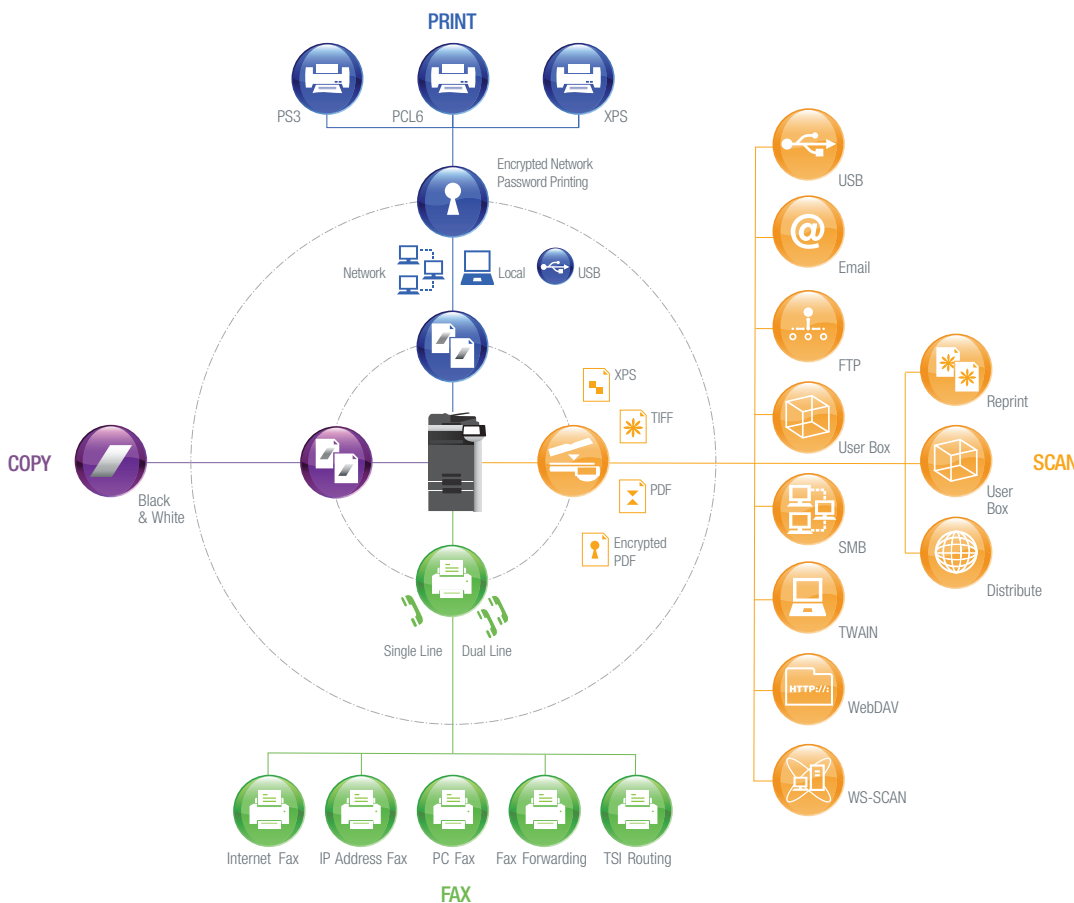 PRINT
PS3
PCL6
XPS
Encrypted Network
Password Printing
Network
Local
USB
XPS
TIFF
PDF
Encrypted
PDF
COPY
Black
& White
Single Line
Dual Line
USB
@
Email
FTP
User Box
SMB
TWAIN
HTTP://:
WebDAV
WS-SCAN
Reprint
User
Box
Distribute
SCAN
Internet Fax
IP Address Fax
PC Fax
Fax Forwarding
TSI Routing
FAX